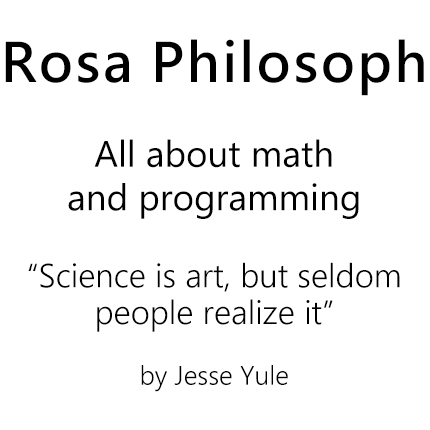 Rosa Philosoph
All about math
and programming
“Science is art, but seldom
people realize it”
by Jesse Yule